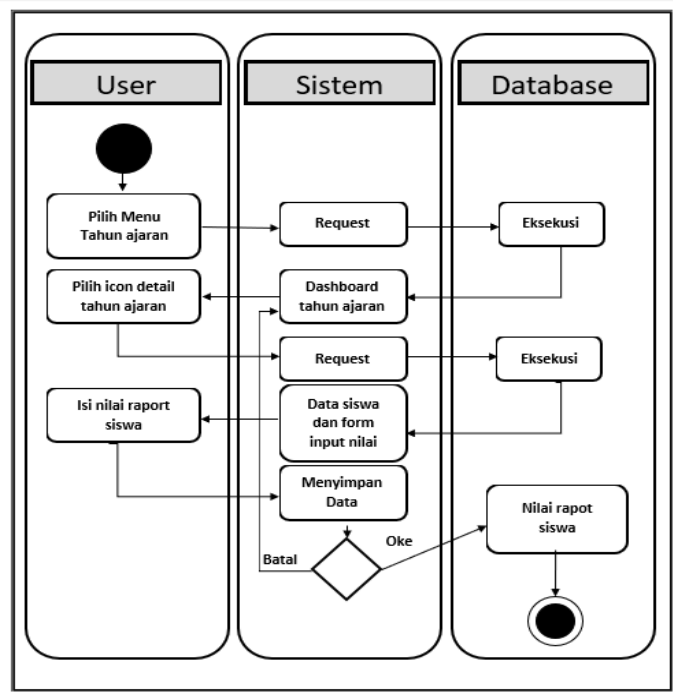 User
Sistem
Database
Pilih Menu
Tahun ajaran
Request
Eksekusi
Pilih icon detail
tahun ajaran
Dashboard
tahun ajaran
Request
Eksekusi
Isi nilai raport
siswa
Data siswa
dan form
input nilai
Menyimpan
Data
Nilai rapot
siswa
Oke
Batal